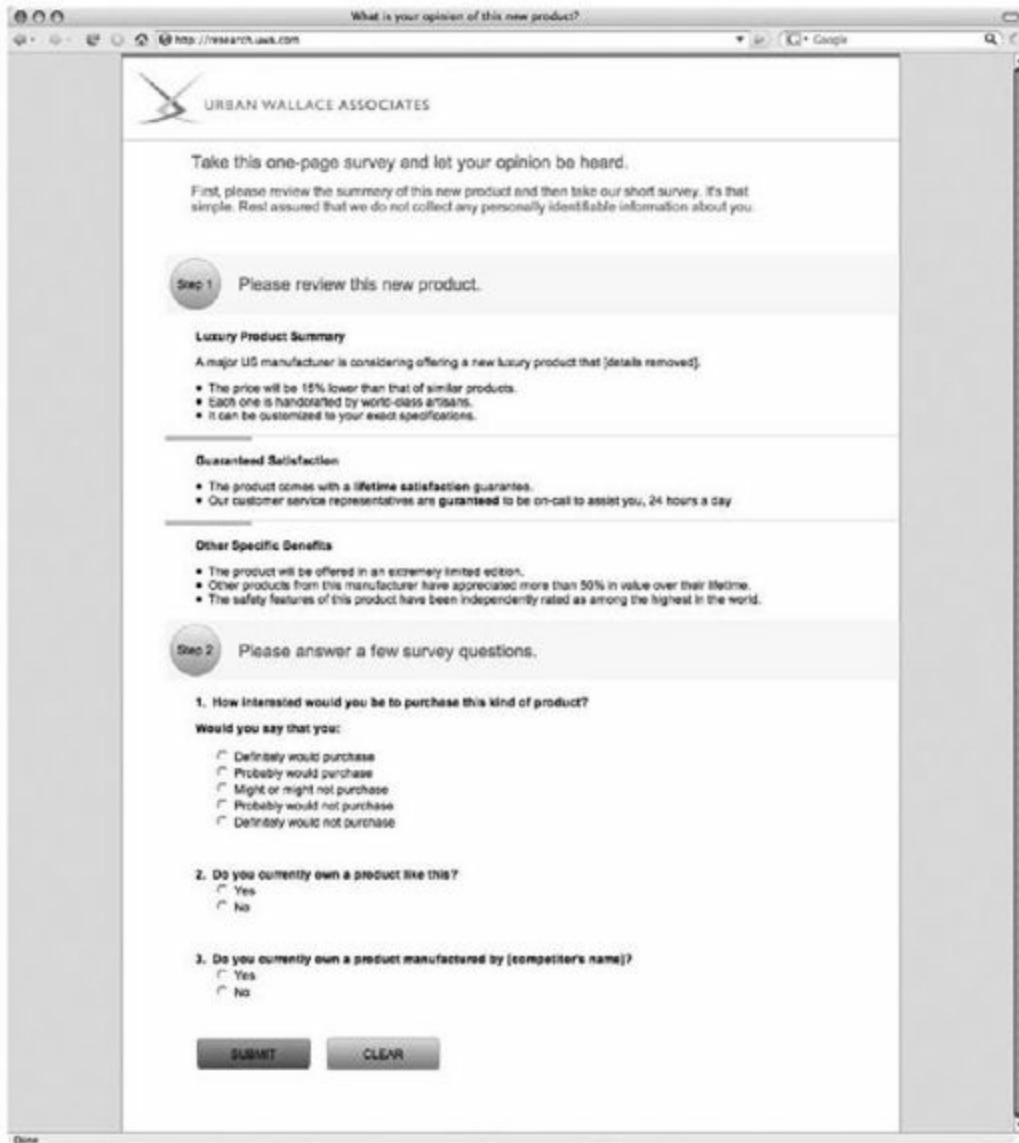 What is your opinion of this new product?
http://research.uwa.com
Google
URBAN WALLACE ASSOCIATES
Take this one-page survey and let your opinion be heard.
First, please review the summary of this new product and then take our short survey. It's that
simple. Rest assured that we do not collect any personally identifiable information about you.
Step 1
Please review this new product.
Luxury Product Summary
A major US manufacturer is considering offering a new luxury product that [details removed].
• The price will be 15% lower than that of similar products.
• Each one is handcrafted by world-class artisans.
• It can be customized to your exact specifications.
Guaranteed Satisfaction
• The product comes with a lifetime satisfaction guarantee.
• Our customer service representatives are guranteed to be on-call to assist you, 24 hours a day
Other Specific Benefits
• The product will be offered in an extremely limited edition.
• Other products from this manufacturer have appreciated more than 50% in value over their lifetime.
• The safety features of this product have been independently rated as among the highest in the world.
Step 2
Please answer a few survey questions.
1. How interested would you be to purchase this kind of product?
Would you say that you:
Definitely would purchase
Probably would purchase
Might or might not purchase
Probably would not purchase
Definitely would not purchase
2. Do you currently own a product like this?
Yes
No
3. Do you currently own a product manufactured by [competitor's name]?
Yes
No
SUBMIT CLEAR
Done